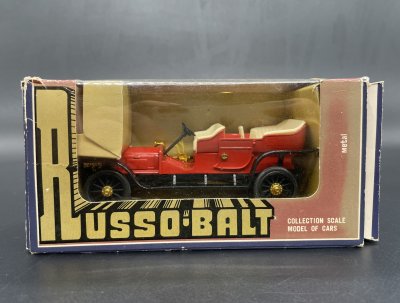 RUSSO-BALT
COLLECTION SCALE
MODEL OF CARS
Metal